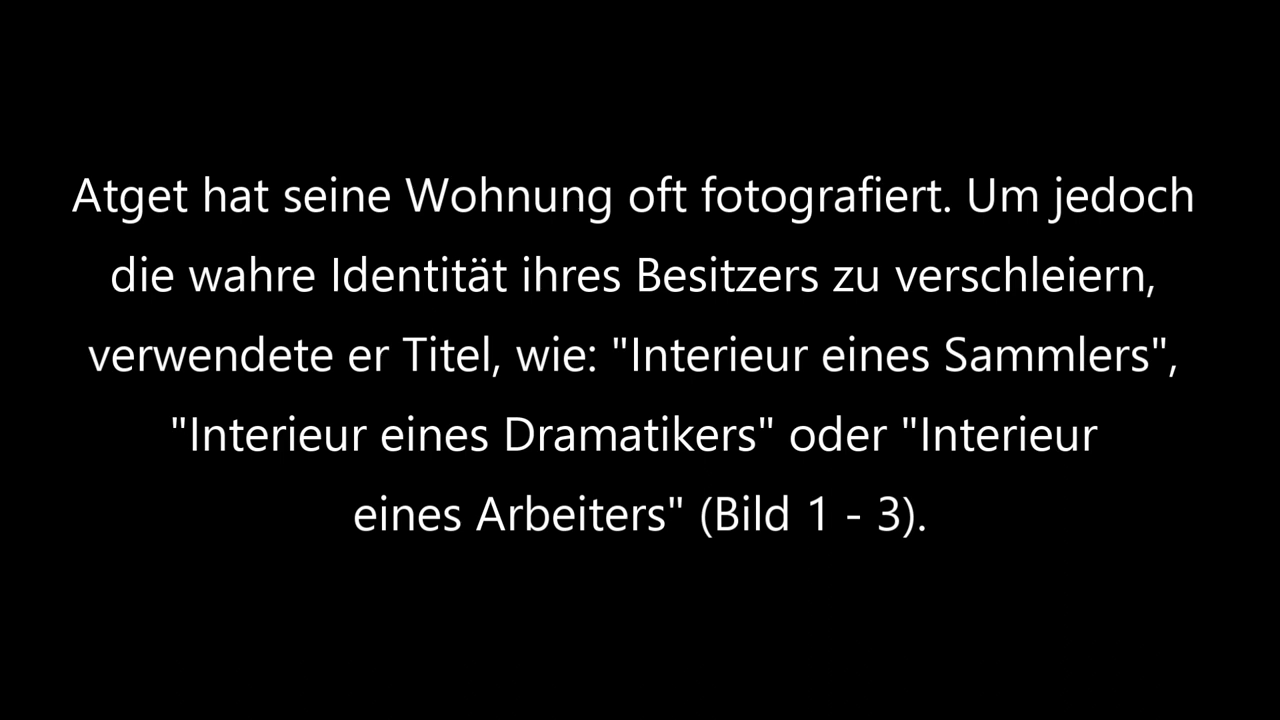 Atget hat seine Wohnung oft fotografiert. Um jedoch
die wahre Identität ihres Besitzers zu verschleiern,
verwendete er Titel, wie: "Interieur eines Sammlers",
"Interieur eines Dramatikers" oder "Interieur
eines Arbeiters" (Bild 1 - 3).